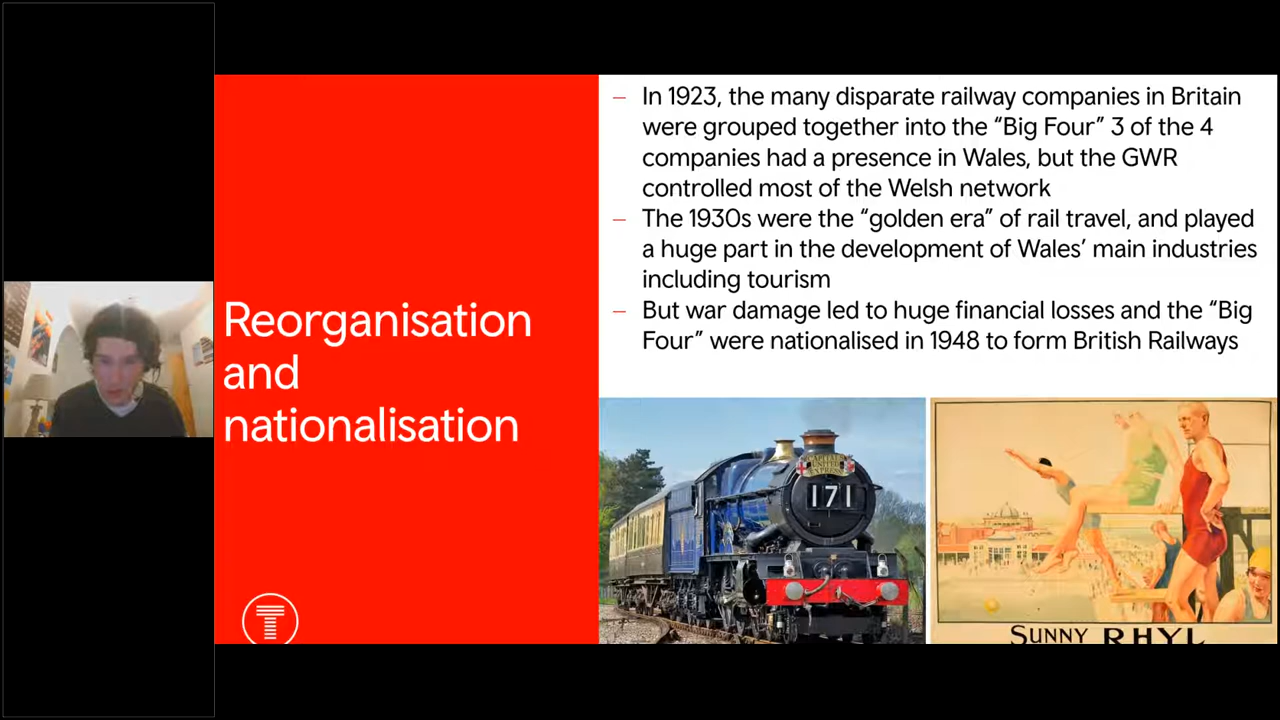 Reorganisation
and
nationalisation
– In 1923, the many disparate railway companies in Britain
were grouped together into the “Big Four” 3 of the 4
companies had a presence in Wales, but the GWR
controlled most of the Welsh network
– The 1930s were the “golden era” of rail travel, and played
a huge part in the development of Wales’ main industries
including tourism
– But war damage led to huge financial losses and the “Big
Four” were nationalised in 1948 to form British Railways
CAPITALS
UNITED
EXPRESS
171
SUNNY RHYL
T